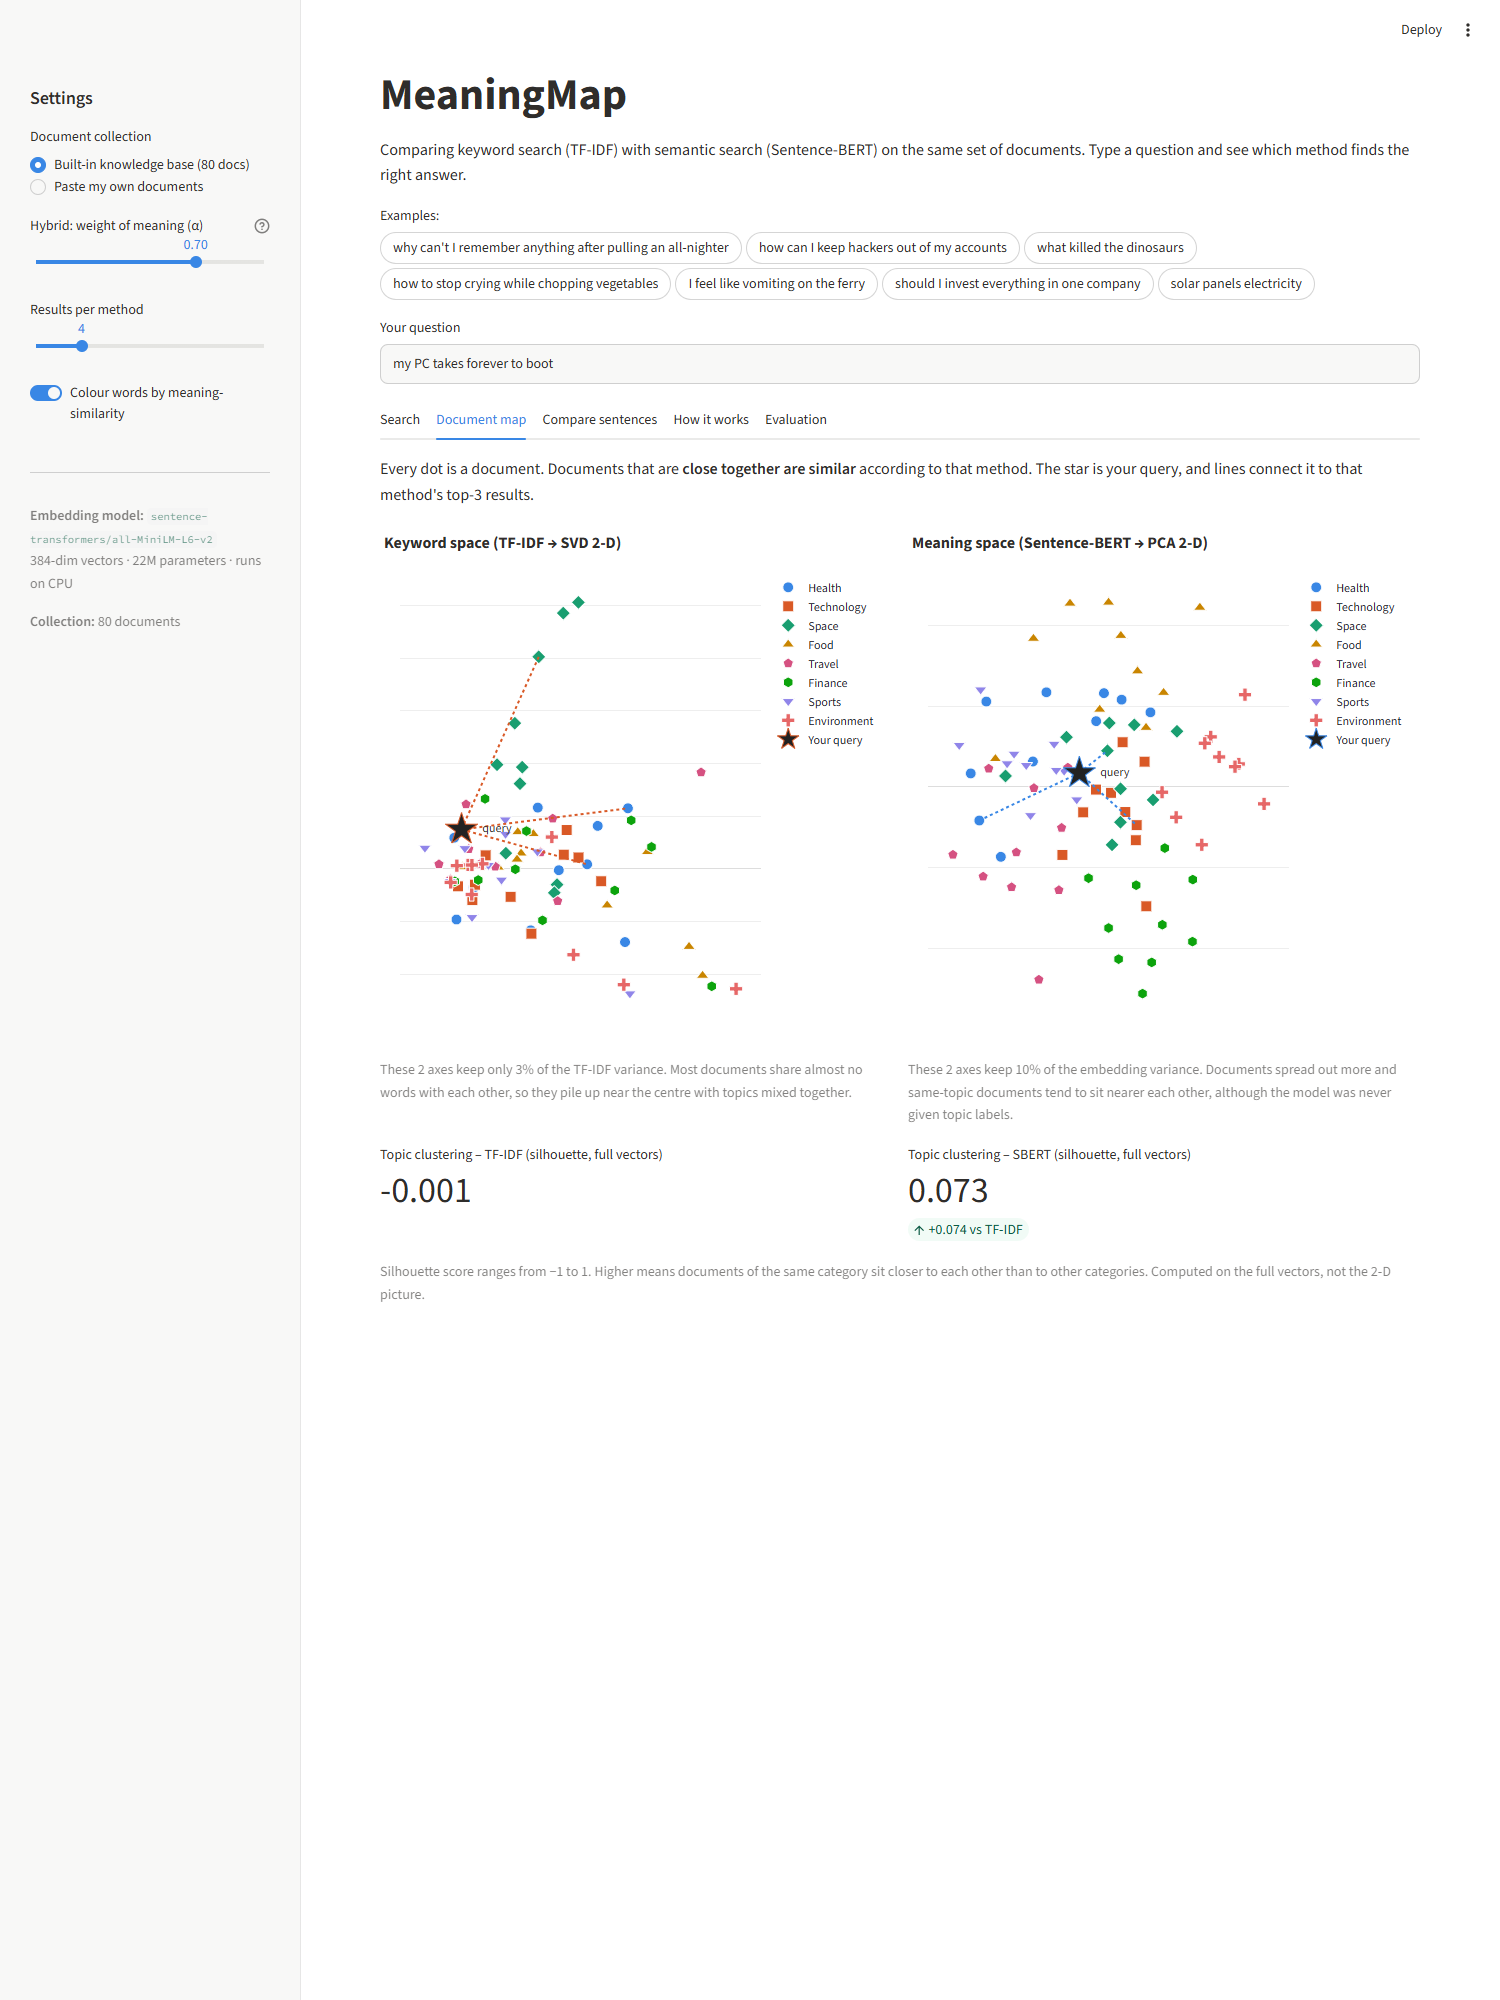 Deploy
Settings
Document collection
Built-in knowledge base (80 docs)
Paste my own documents
Hybrid: weight of meaning (α)
0.70
Results per method
4
Colour words by meaning-
similarity
Embedding model: sentence-
transformers/all-MiniLM-L6-v2
384-dim vectors · 22M parameters · runs
on CPU
Collection: 80 documents
MeaningMap
Comparing keyword search (TF-IDF) with semantic search (Sentence-BERT) on the same set of documents. Type a question and see which method finds the
right answer.
Examples:
why can't I remember anything after pulling an all-nighter
how can I keep hackers out of my accounts
what killed the dinosaurs
how to stop crying while chopping vegetables
I feel like vomiting on the ferry
should I invest everything in one company
solar panels electricity
Your question
my PC takes forever to boot
Search
Document map
Compare sentences
How it works
Evaluation
Every dot is a document. Documents that are close together are similar according to that method. The star is your query, and lines connect it to that
method's top-3 results.
Keyword space (TF-IDF → SVD 2-D)
query
Health
Technology
Space
Food
Travel
Finance
Sports
Environment
Your query
These 2 axes keep only 3% of the TF-IDF variance. Most documents share almost no
words with each other, so they pile up near the centre with topics mixed together.
Topic clustering – TF-IDF (silhouette, full vectors)
-0.001
Meaning space (Sentence-BERT → PCA 2-D)
query
Health
Technology
Space
Food
Travel
Finance
Sports
Environment
Your query
These 2 axes keep 10% of the embedding variance. Documents spread out more and
same-topic documents tend to sit nearer each other, although the model was never
given topic labels.
Topic clustering – SBERT (silhouette, full vectors)
0.073
↑ +0.074 vs TF-IDF
Silhouette score ranges from −1 to 1. Higher means documents of the same category sit closer to each other than to other categories. Computed on the full vectors, not the 2-D
picture.